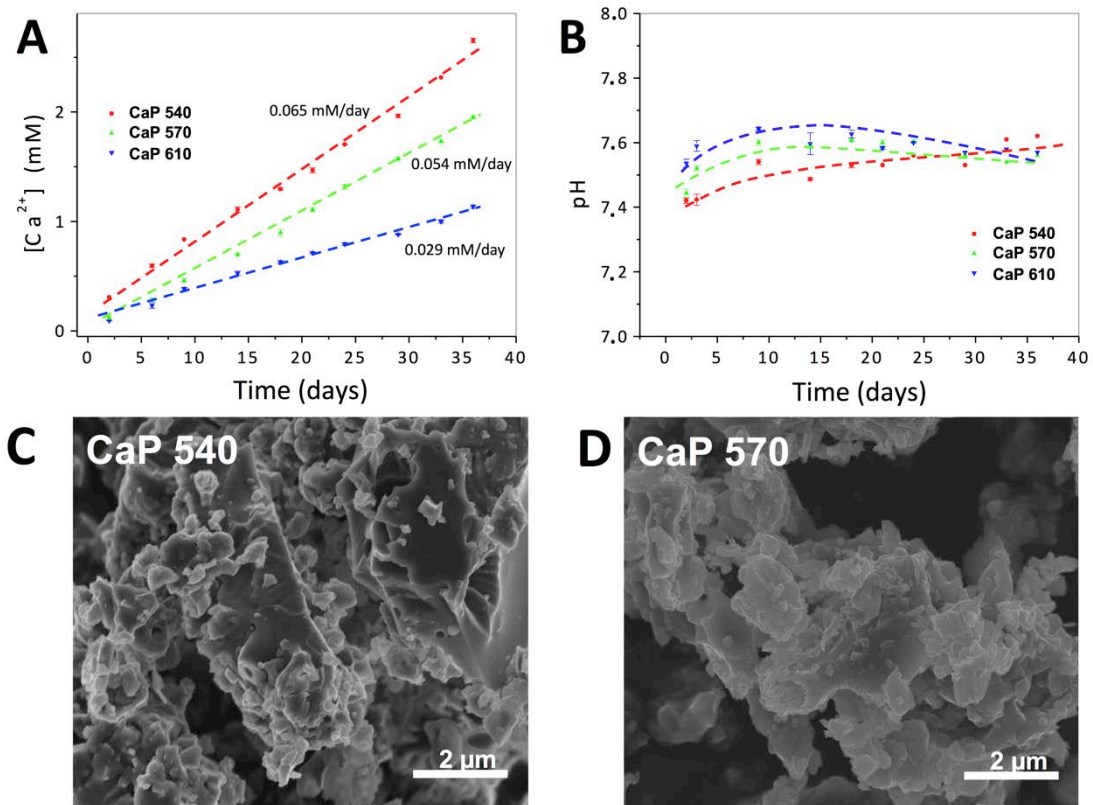 A
[Ca²⁺] (mM)
2
1
0
CaP 540
CaP 570
CaP 610
0.065 mM/day
0.054 mM/day
0.029 mM/day
0 5 10 15 20 25 30 35 40
Time (days)
B
pH
8.0
7.8
7.6
7.4
7.2
7.0
CaP 540
CaP 570
CaP 610
0 5 10 15 20 25 30 35 40
Time (days)
C
CaP 540
2 µm
D
CaP 570
2 µm